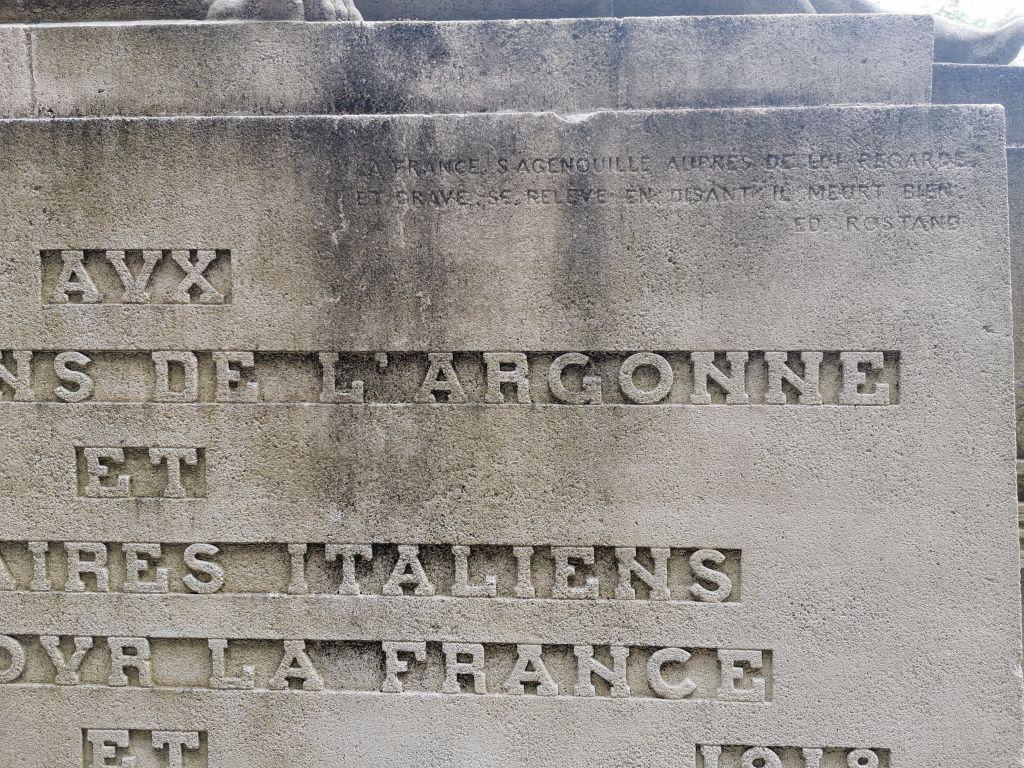 LA FRANCE, S'AGENOUILLE AUPRÈS DE LUI REGARDE,
ET GRAVE, SE RELÈVE EN DISANT: IL MEURT BIEN.
ED. ROSTAND
AVX
NS DE L'ARGONNE
ET
AIRES ITALIENS
OVR LA FRANCE
ET 1918